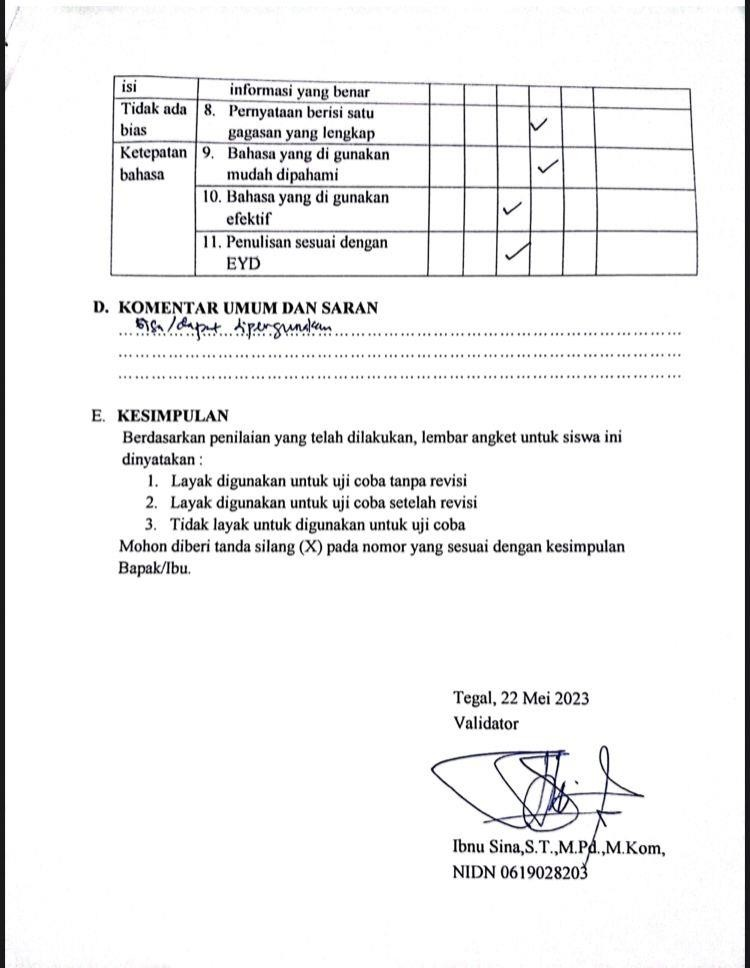 isi informasi yang benar
Tidak ada 8. Pernyataan berisi satu
bias gagasan yang lengkap ✓
Ketepatan 9. Bahasa yang di gunakan
bahasa mudah dipahami ✓
10. Bahasa yang di gunakan
efektif ✓
11. Penulisan sesuai dengan
EYD ✓
D. KOMENTAR UMUM DAN SARAN
Bisa/dapat dipergunakan
E. KESIMPULAN
Berdasarkan penilaian yang telah dilakukan, lembar angket untuk siswa ini
dinyatakan :
1. Layak digunakan untuk uji coba tanpa revisi
2. Layak digunakan untuk uji coba setelah revisi
3. Tidak layak untuk digunakan untuk uji coba
Mohon diberi tanda silang (X) pada nomor yang sesuai dengan kesimpulan
Bapak/Ibu.
Tegal, 22 Mei 2023
Validator
Ibnu Sina,S.T.,M.Pd.,M.Kom,
NIDN 0619028203